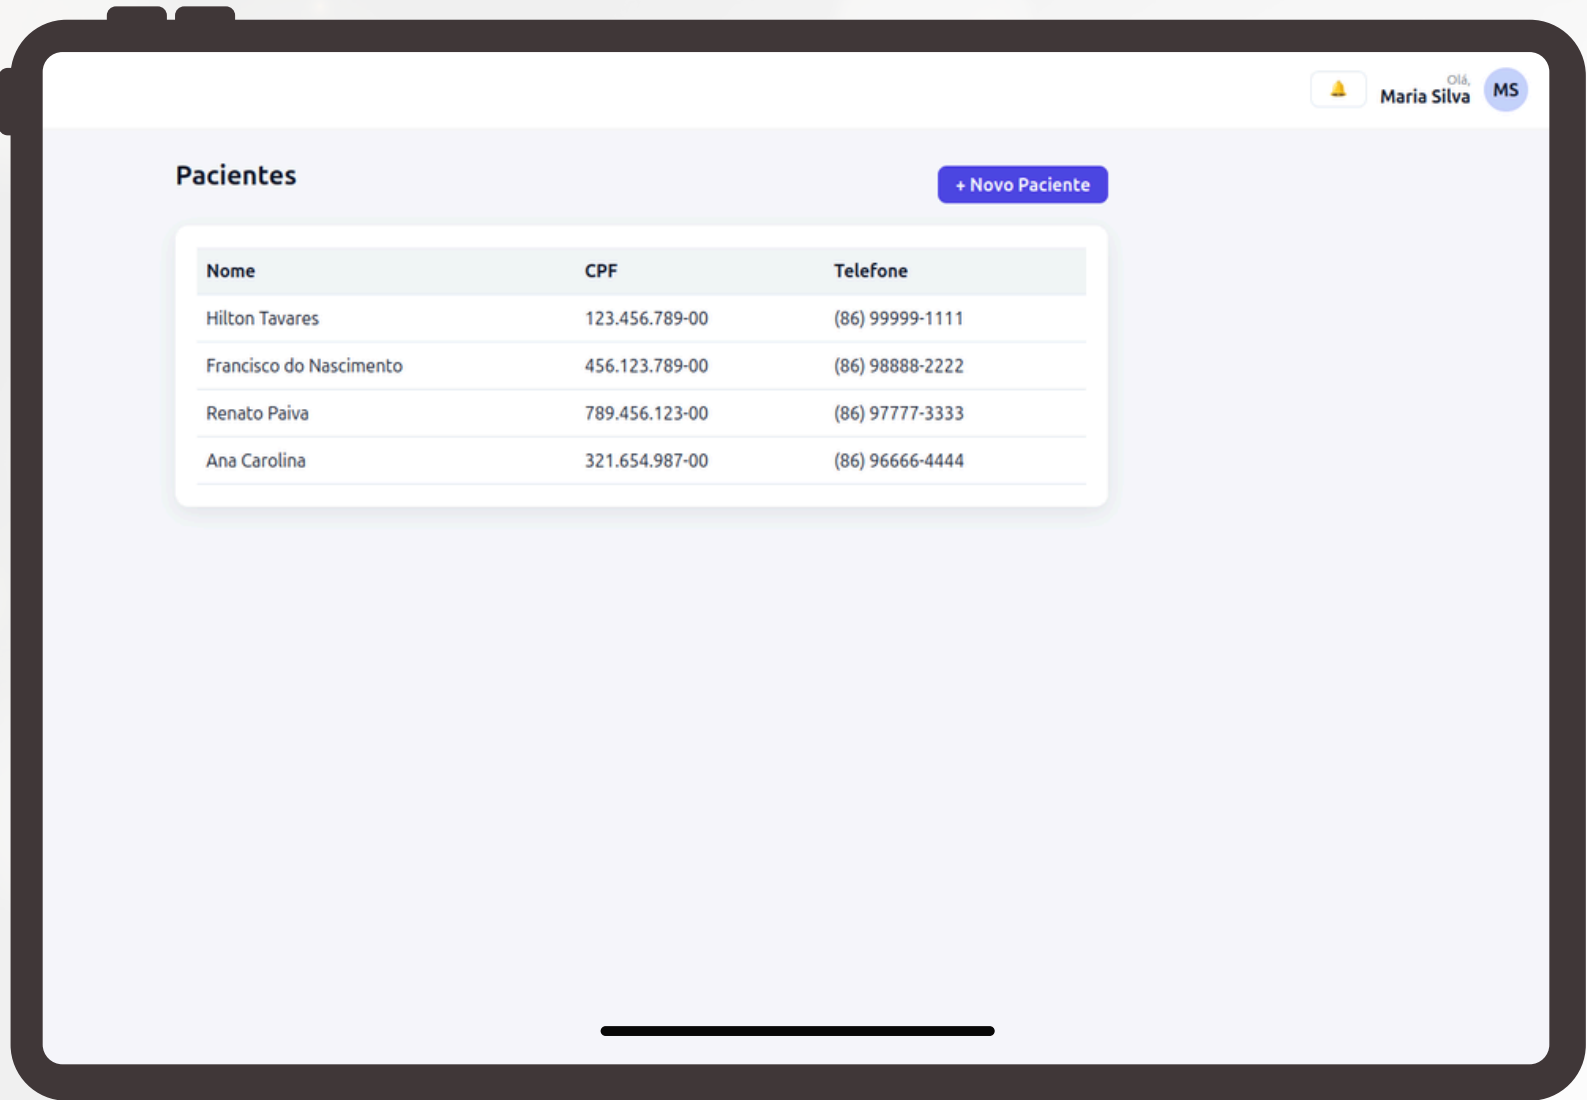 Olá,
Maria Silva
MS
Pacientes
+ Novo Paciente
Nome CPF Telefone
Hilton Tavares 123.456.789-00 (86) 99999-1111
Francisco do Nascimento 456.123.789-00 (86) 98888-2222
Renato Paiva 789.456.123-00 (86) 97777-3333
Ana Carolina 321.654.987-00 (86) 96666-4444